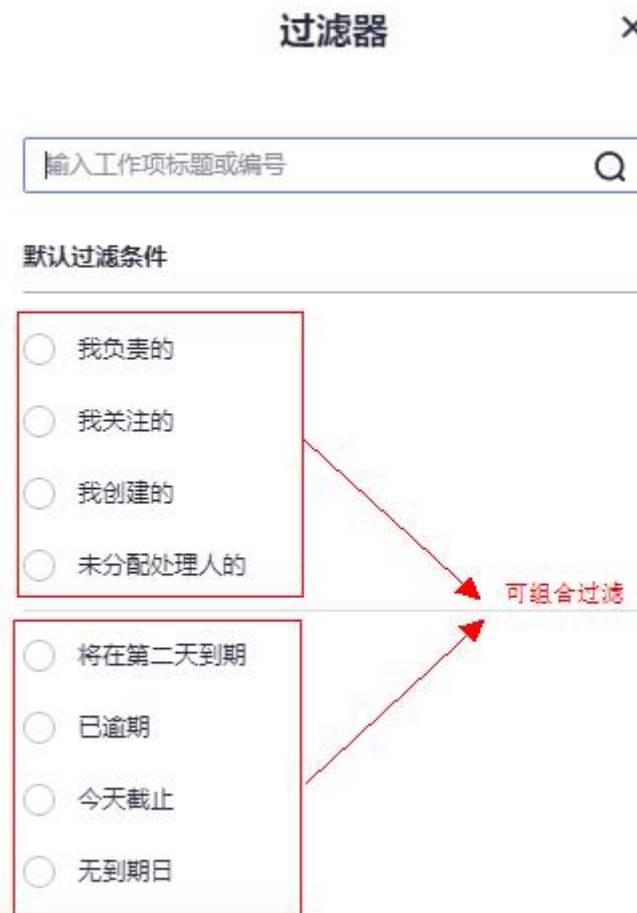 过滤器
输入工作项标题或编号
默认过滤条件
我负责的
我关注的
我创建的
未分配处理人的
可组合过滤
将在第二天到期
已逾期
今天截止
无到期日